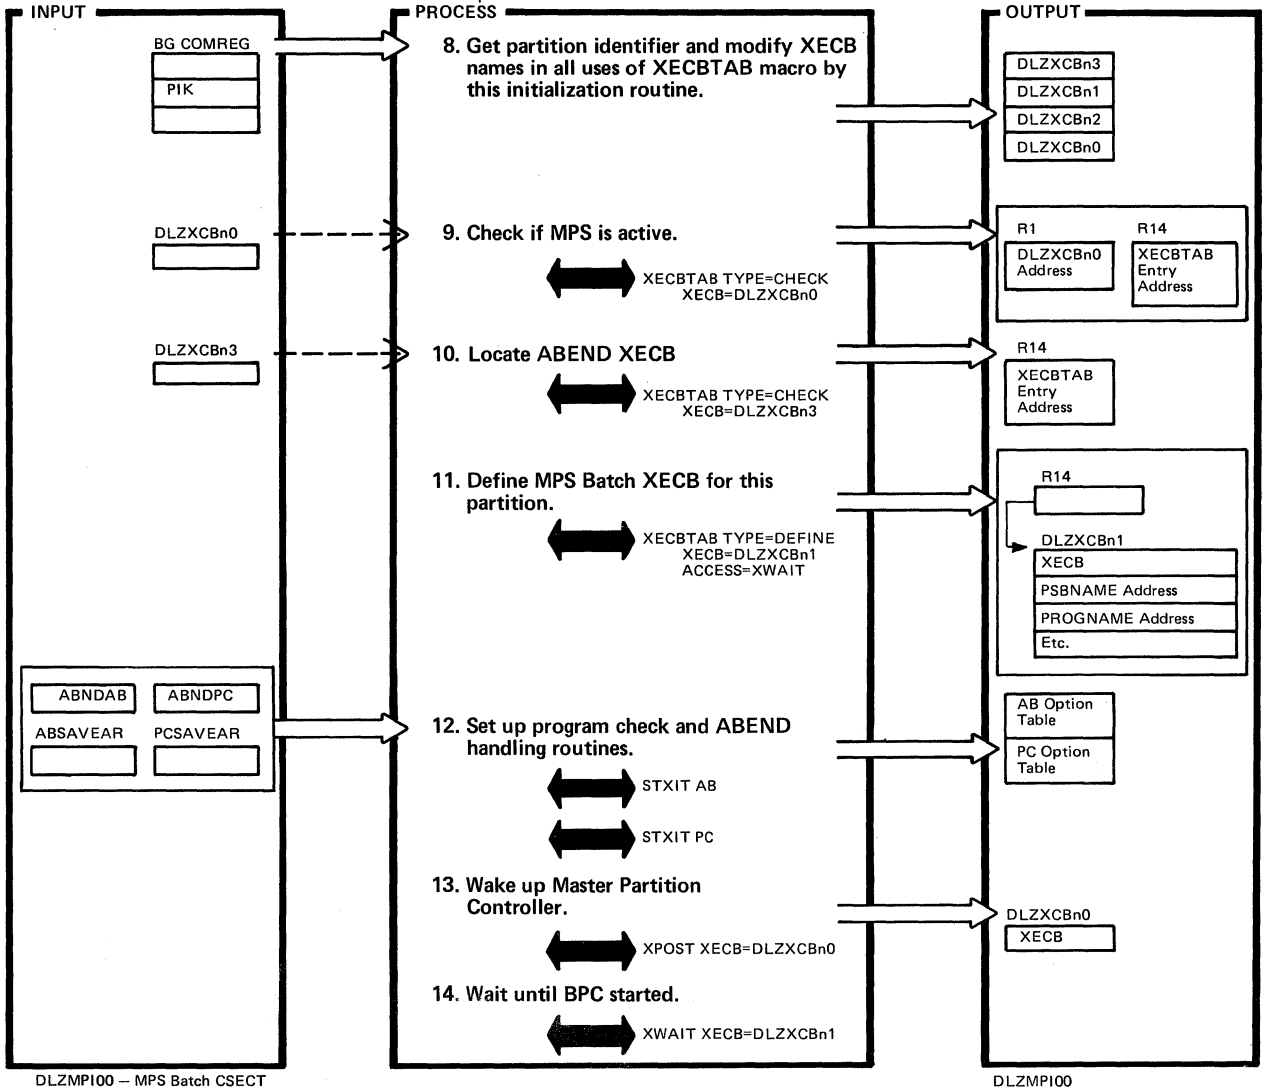 INPUT
PROCESS
OUTPUT
BG COMREG
PIK
8. Get partition identifier and modify XECB
names in all uses of XECBTAB macro by
this initialization routine.
DLZXCBn3
DLZXCBn1
DLZXCBn2
DLZXCBn0
DLZXCBn0
9. Check if MPS is active.
XECBTAB TYPE=CHECK
XECB=DLZXCBn0
R1
R14
DLZXCBn0
Address
XECBTAB
Entry
Address
DLZXCBn3
10. Locate ABEND XECB
XECBTAB TYPE=CHECK
XECB=DLZXCBn3
R14
XECBTAB
Entry
Address
11. Define MPS Batch XECB for this
partition.
XECBTAB TYPE=DEFINE
XECB=DLZXCBn1
ACCESS=XWAIT
R14
DLZXCBn1
XECB
PSBNAME Address
PROGNAME Address
Etc.
ABNDAB
ABNDPC
ABSAVEAR
PCSAVEAR
12. Set up program check and ABEND
handling routines.
STXIT AB
STXIT PC
AB Option
Table
PC Option
Table
13. Wake up Master Partition
Controller.
XPOST XECB=DLZXCBn0
DLZXCBn0
XECB
14. Wait until BPC started.
XWAIT XECB=DLZXCBn1
DLZMPI00 – MPS Batch CSECT
DLZMPI00